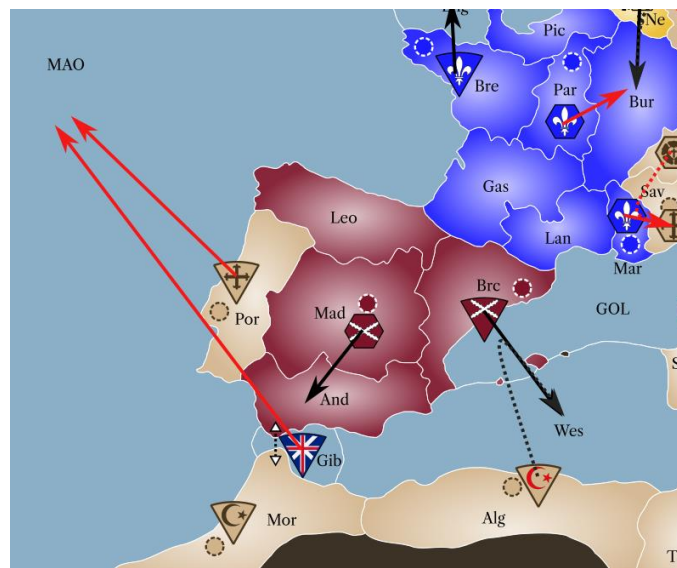 Ne
MAO
Pic
Par
Bre
Bur
Sav
Gas
Leo
Lan
Mar
Brc
GOL
Por
Mad
And
Wes
Gib
Mor
Alg